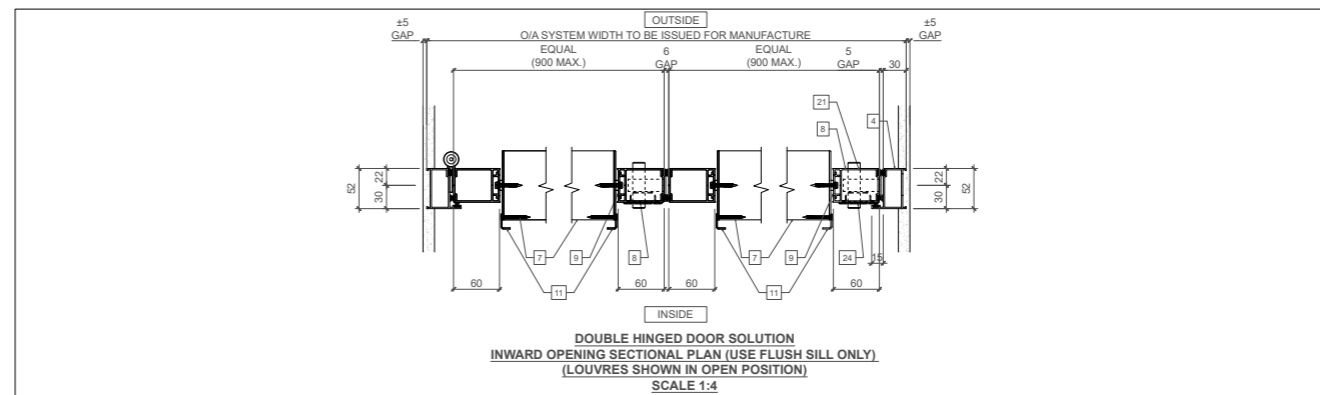 OUTSIDE
±5
GAP
O/A SYSTEM WIDTH TO BE ISSUED FOR MANUFACTURE
±5
GAP
EQUAL
(900 MAX.)
6
GAP
EQUAL
(900 MAX.)
5
GAP
30
21
8
4
52
22
30
22
30
52
7
9
8
7
9
24
15
60
11
60
60
11
60
INSIDE
DOUBLE HINGED DOOR SOLUTION
INWARD OPENING SECTIONAL PLAN (USE FLUSH SILL ONLY)
(LOUVRES SHOWN IN OPEN POSITION)
SCALE 1:4